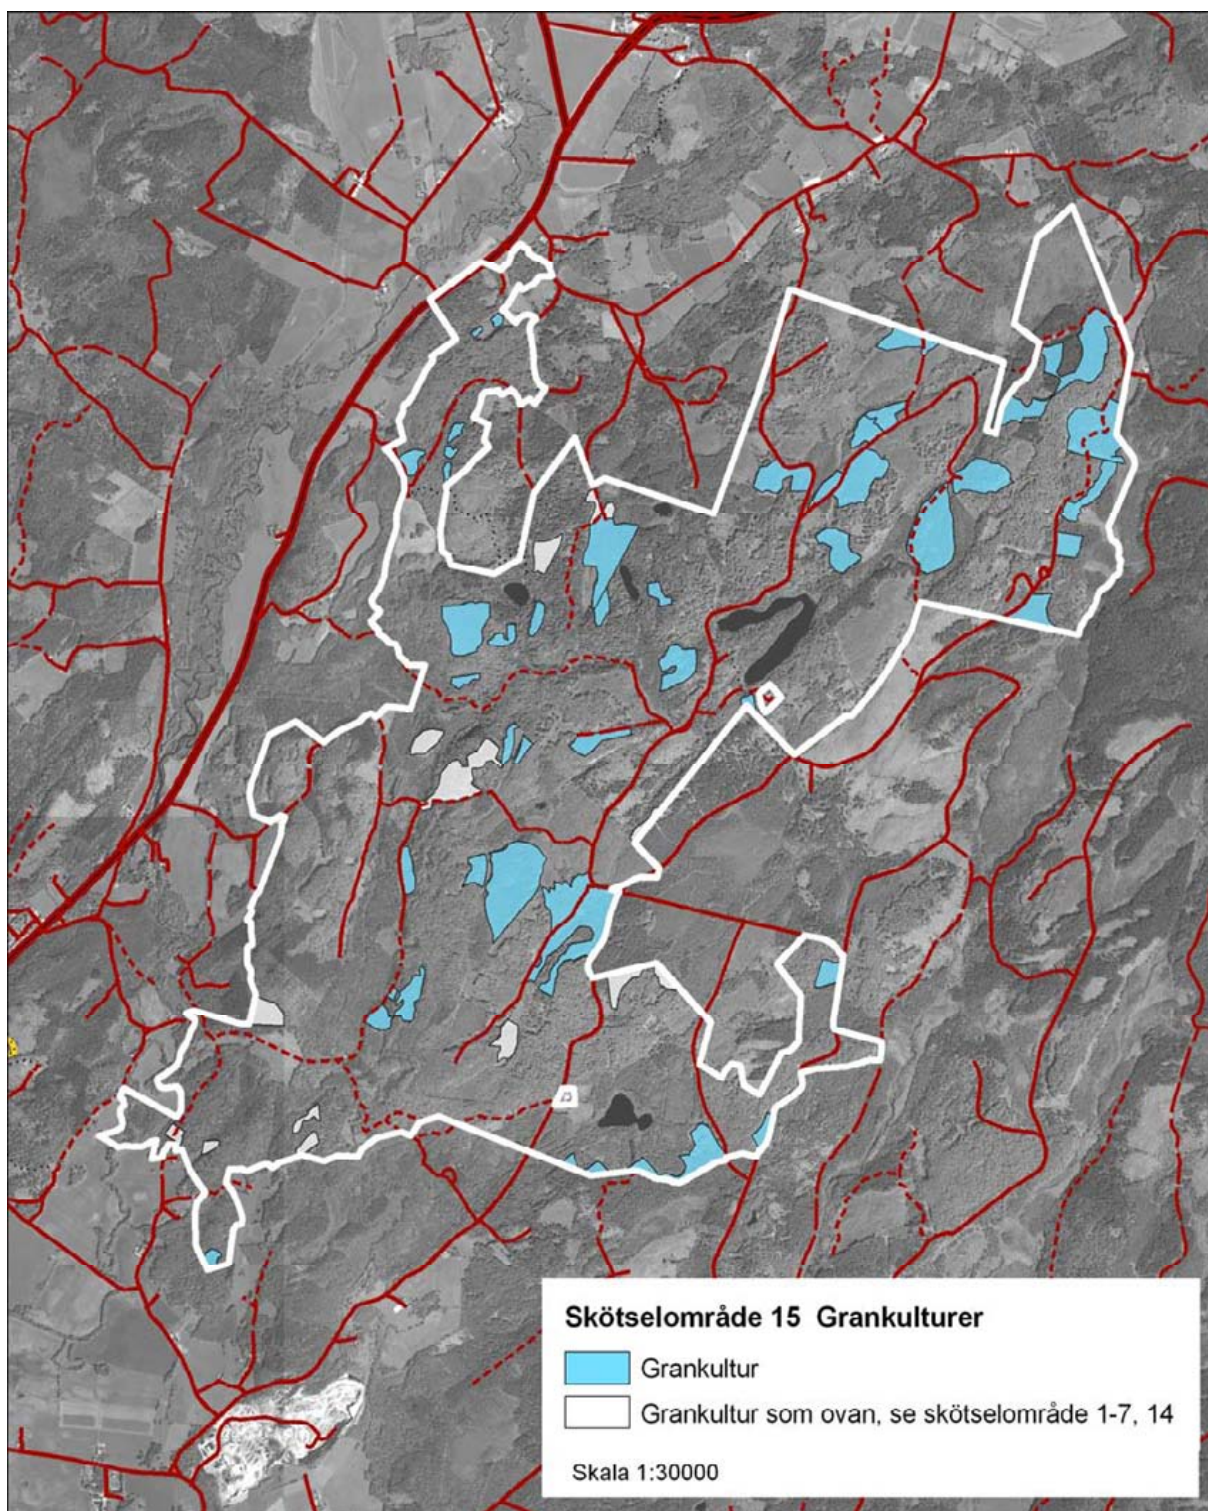 Skötselområde 15 Grankulturer
Grankultur
Grankultur som ovan, se skötselområde 1-7, 14
Skala 1:30000